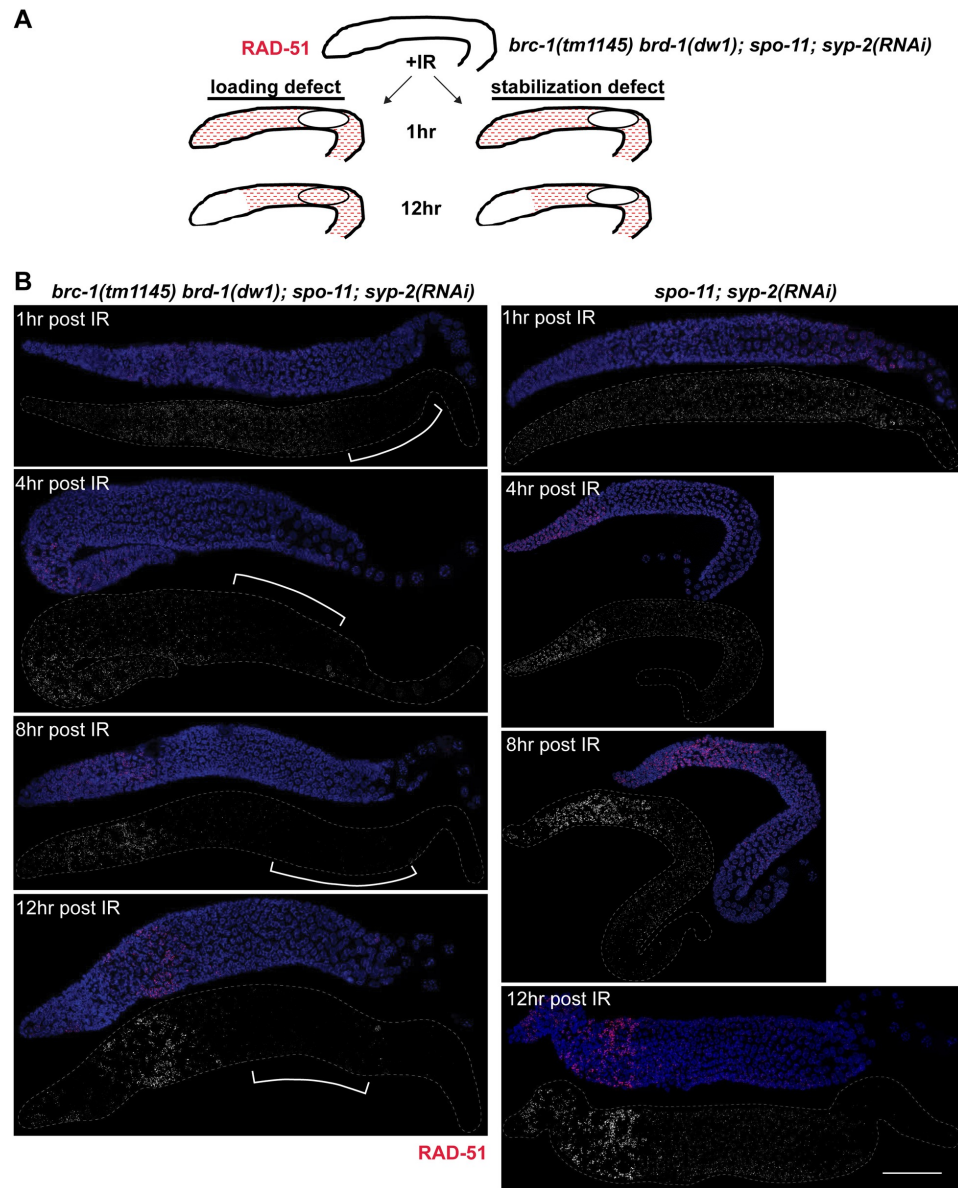 A
RAD-51
brc-1(tm1145) brd-1(dw1); spo-11; syp-2(RNAi)
+IR
loading defect
stabilization defect
1hr
12hr
B
brc-1(tm1145) brd-1(dw1); spo-11; syp-2(RNAi)
spo-11; syp-2(RNAi)
1hr post IR
1hr post IR
4hr post IR
4hr post IR
8hr post IR
8hr post IR
12hr post IR
12hr post IR
RAD-51